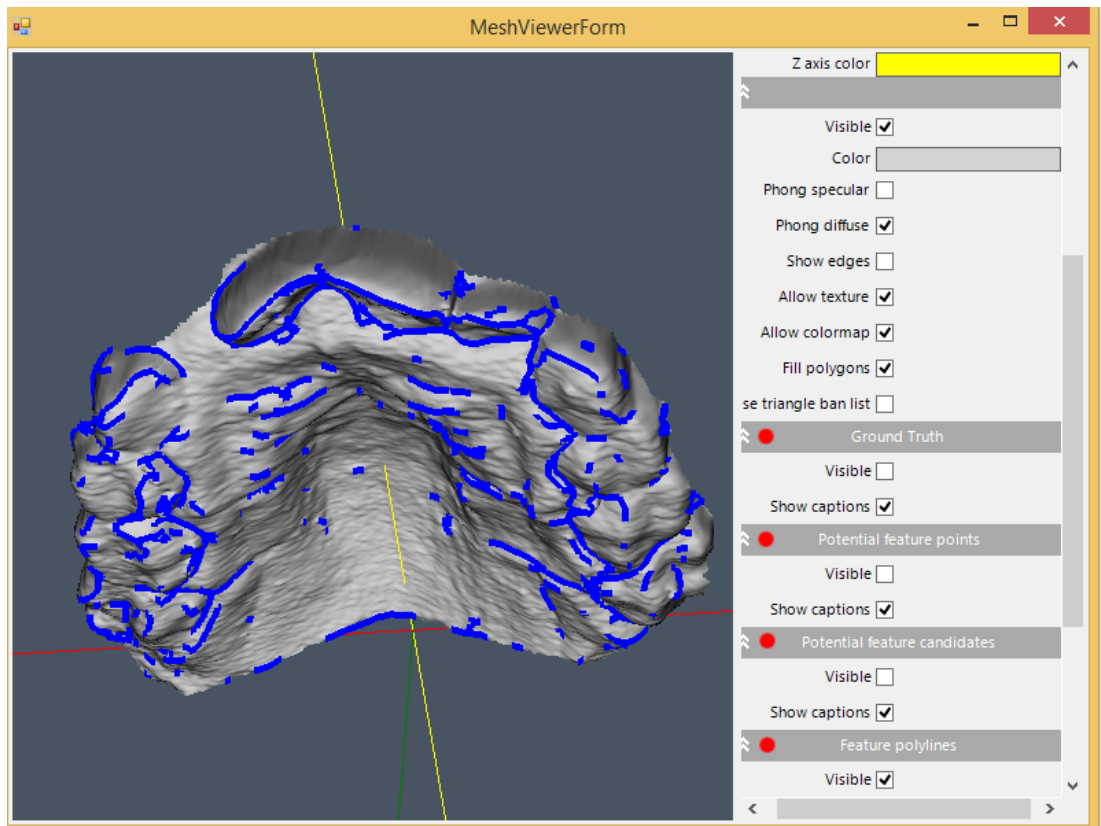 MeshViewerForm
Z axis color
Visible
Color
Phong specular
Phong diffuse
Show edges
Allow texture
Allow colormap
Fill polygons
se triangle ban list
Ground Truth
Visible
Show captions
Potential feature points
Visible
Show captions
Potential feature candidates
Visible
Show captions
Feature polylines
Visible